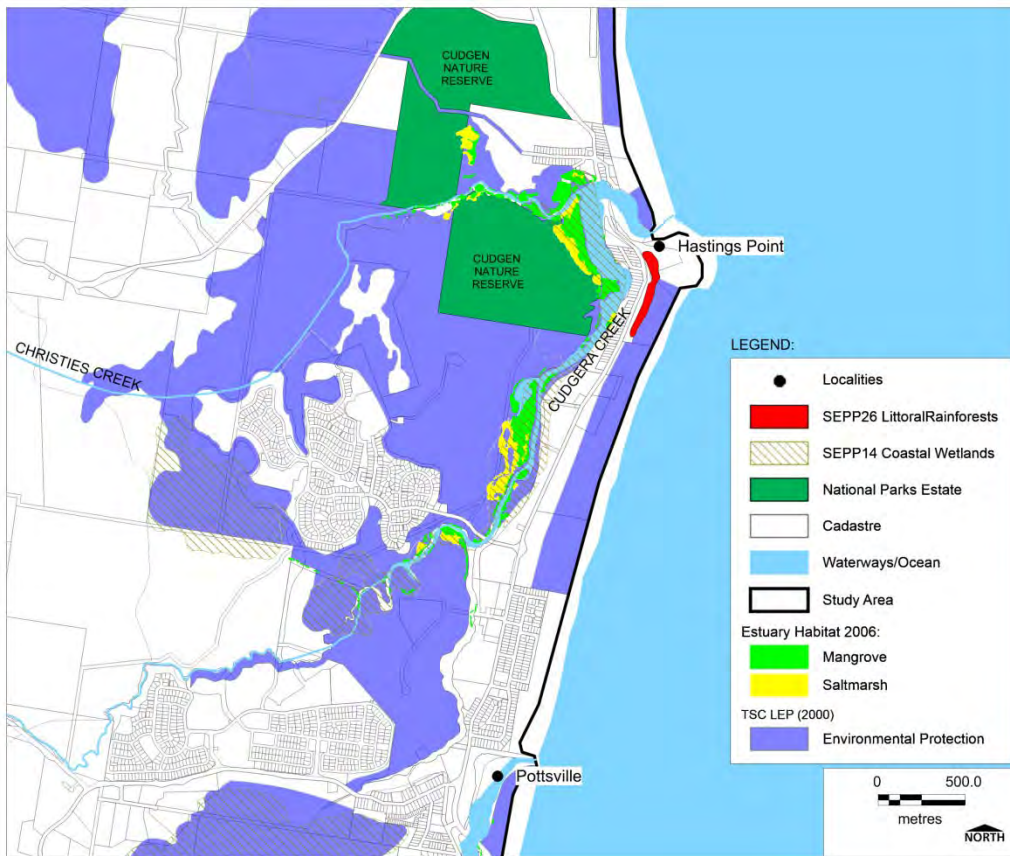 CUDGEN
NATURE
RESERVE
Hastings Point
CUDGEN
NATURE
RESERVE
CUDGERA CREEK
CHRISTIES CREEK
Pottsville
LEGEND:
Localities
SEPP26 LittoralRainforests
SEPP14 Coastal Wetlands
National Parks Estate
Cadastre
Waterways/Ocean
Study Area
Estuary Habitat 2006:
Mangrove
Saltmarsh
TSC LEP (2000)
Environmental Protection
0 500.0
metres
NORTH